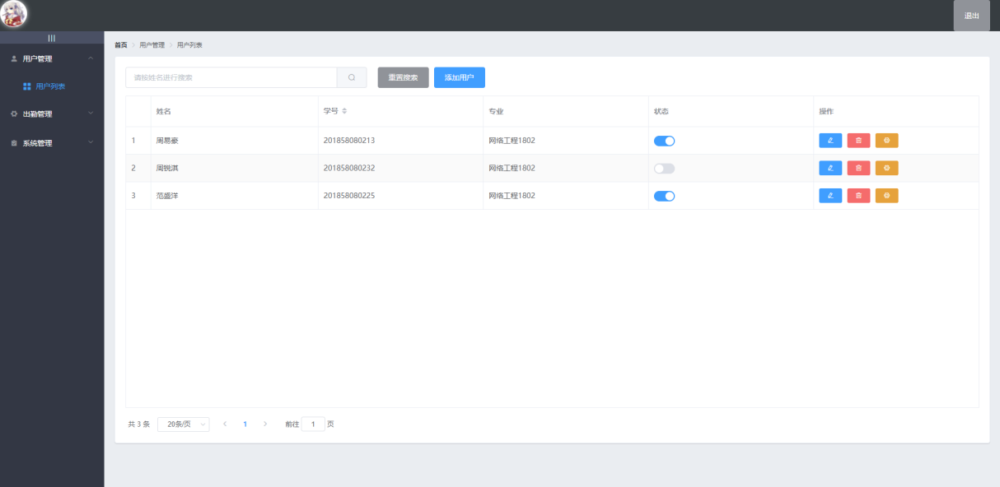 退出
|||
首页 > 用户管理 > 用户列表
用户管理
用户列表
出勤管理
系统管理
请按姓名进行搜索
重置搜索
添加用户
姓名 学号 专业 状态 操作
1 周易豪 201858080213 网络工程1802
2 周锐淇 201858080232 网络工程1802
3 范盛洋 201858080225 网络工程1802
共 3 条 20条/页 < 1 > 前往 1 页